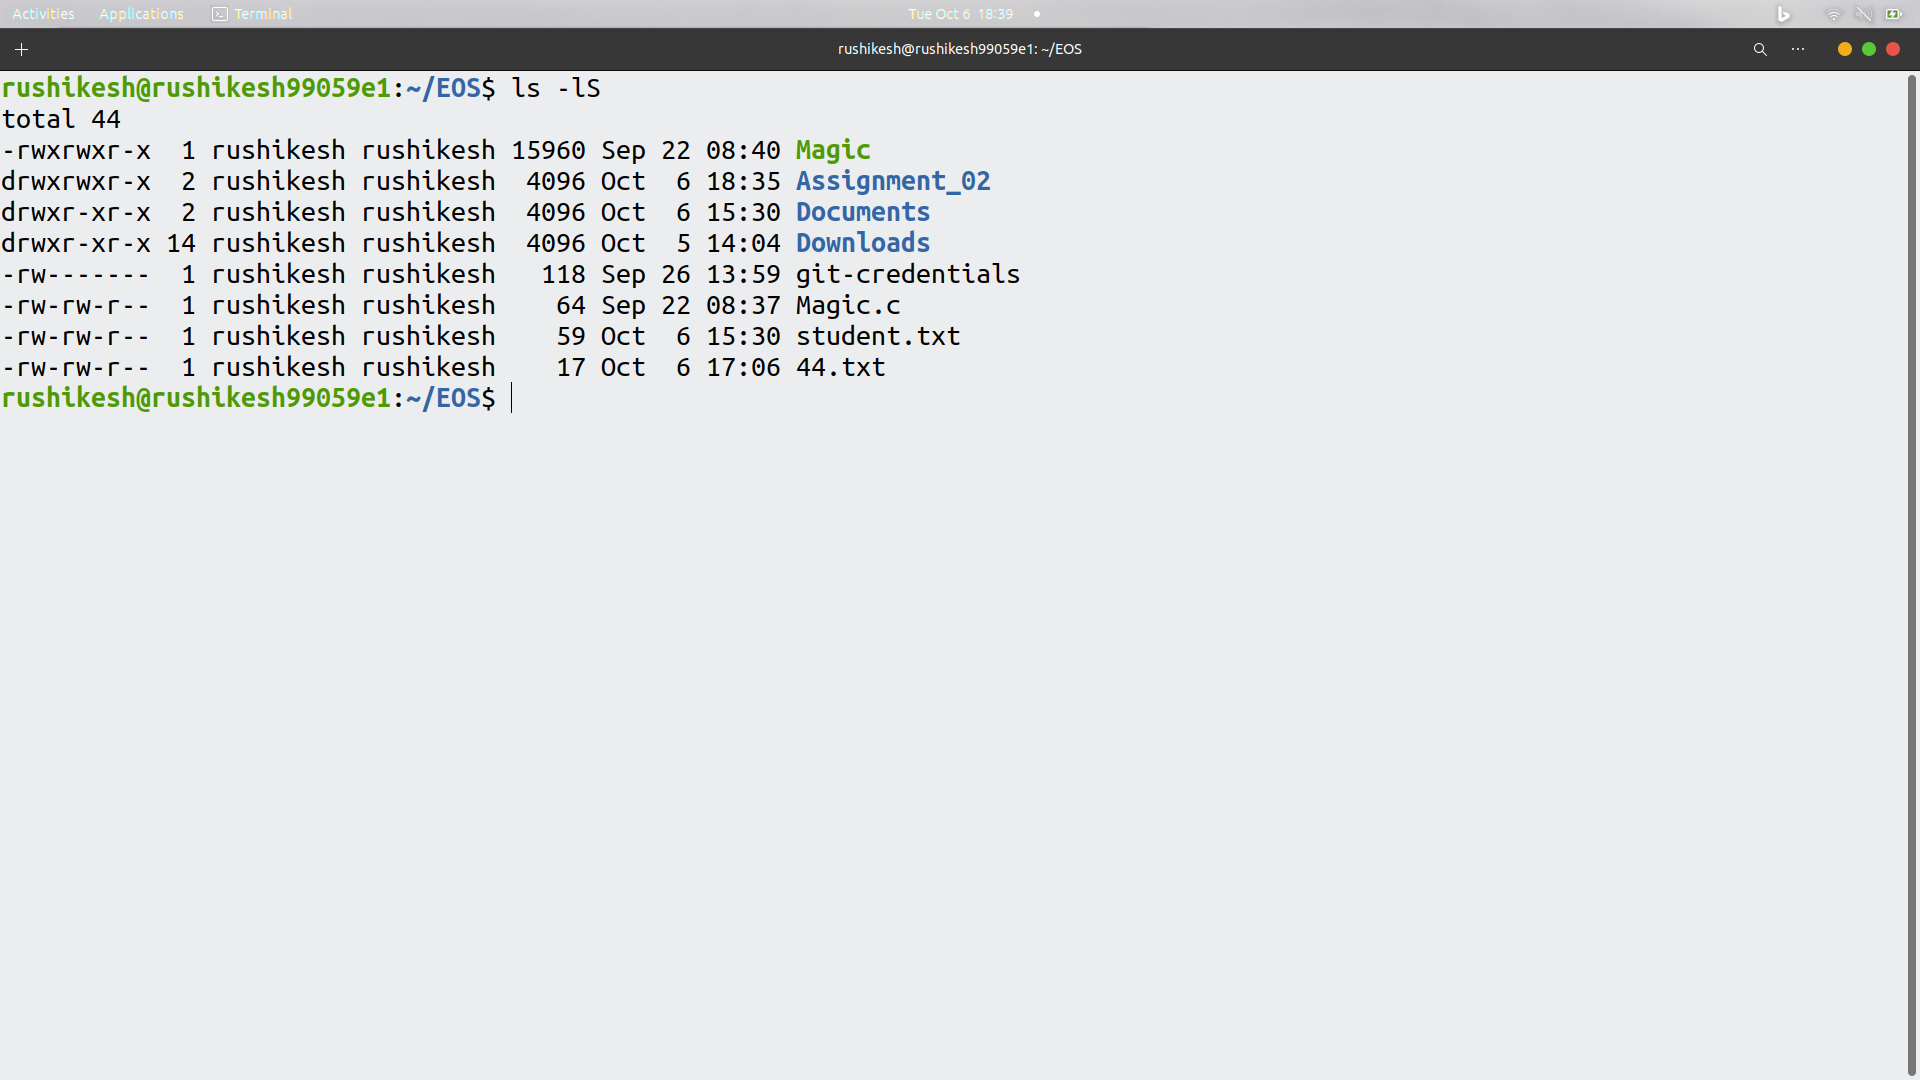 Activities Applications Terminal Tue Oct 6 18:39
rushikesh@rushikesh99059e1: ~/EOS
rushikesh@rushikesh99059e1:~/EOS$ ls -lS
total 44
-rwxrwxr-x  1 rushikesh rushikesh 15960 Sep 22 08:40 Magic
drwxrwxr-x  2 rushikesh rushikesh  4096 Oct  6 18:35 Assignment_02
drwxr-xr-x  2 rushikesh rushikesh  4096 Oct  6 15:30 Documents
drwxr-xr-x 14 rushikesh rushikesh  4096 Oct  5 14:04 Downloads
-rw-------  1 rushikesh rushikesh   118 Sep 26 13:59 git-credentials
-rw-rw-r--  1 rushikesh rushikesh    64 Sep 22 08:37 Magic.c
-rw-rw-r--  1 rushikesh rushikesh    59 Oct  6 15:30 student.txt
-rw-rw-r--  1 rushikesh rushikesh    17 Oct  6 17:06 44.txt
rushikesh@rushikesh99059e1:~/EOS$